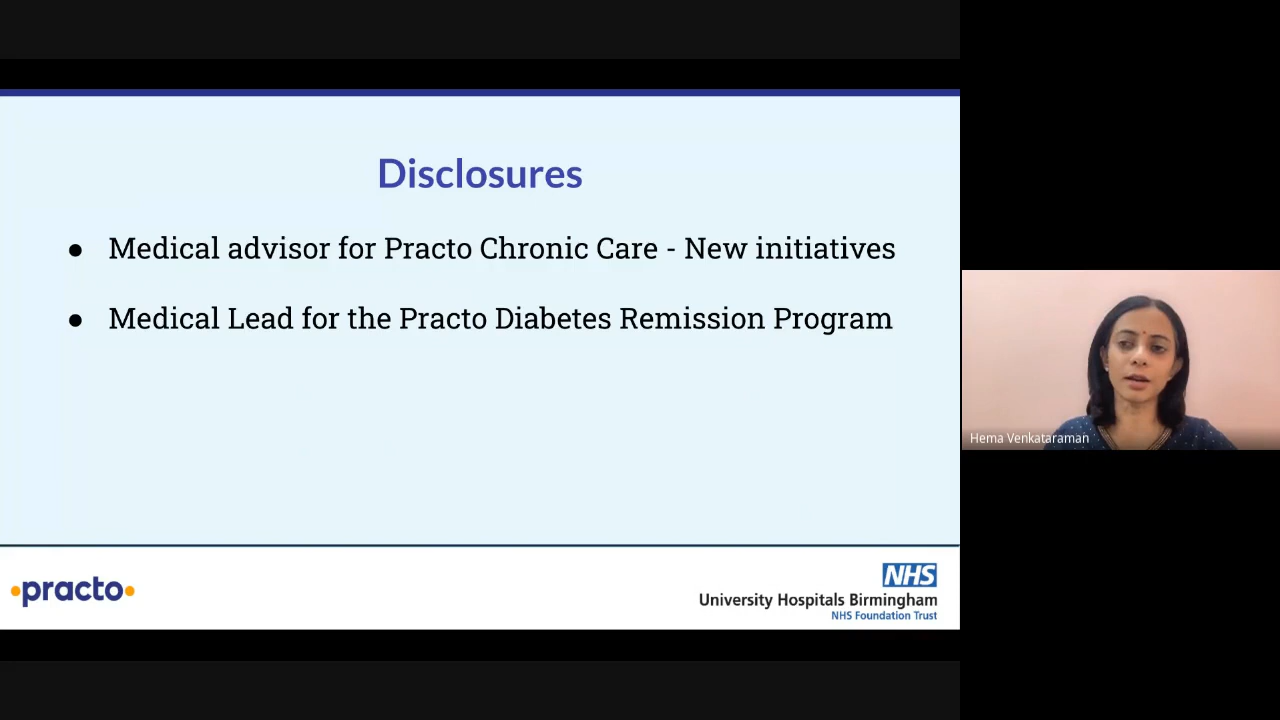 Disclosures
● Medical advisor for Practo Chronic Care - New initiatives
● Medical Lead for the Practo Diabetes Remission Program
Hema Venkataraman
•practo•
NHS
University Hospitals Birmingham
NHS Foundation Trust